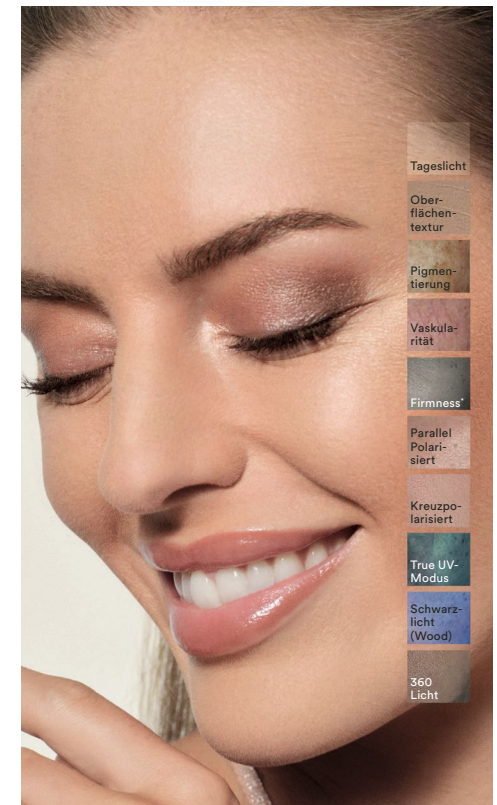 Tageslicht
Ober-
flächen-
textur
Pigmen-
tierung
Vaskula-
rität
Firmness*
Parallel
Polari-
siert
Kreuzpo-
larisiert
True UV-
Modus
Schwarz-
licht
(Wood)
360
Licht